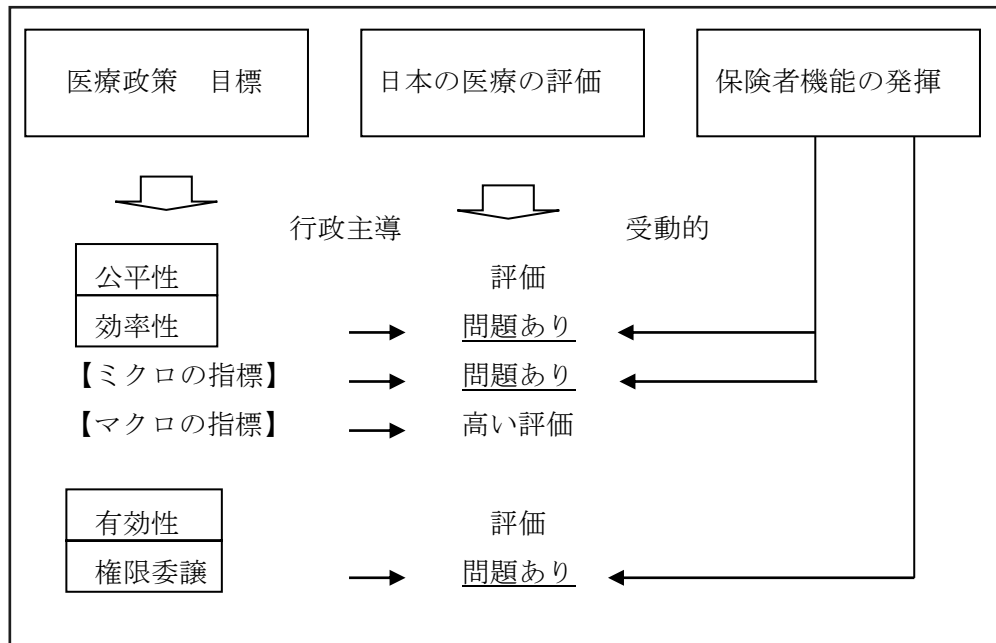 医療政策　目標
日本の医療の評価
保険者機能の発揮
行政主導
受動的
公平性
評価
効率性
問題あり
【ミクロの指標】
問題あり
【マクロの指標】
高い評価
有効性
評価
権限委譲
問題あり